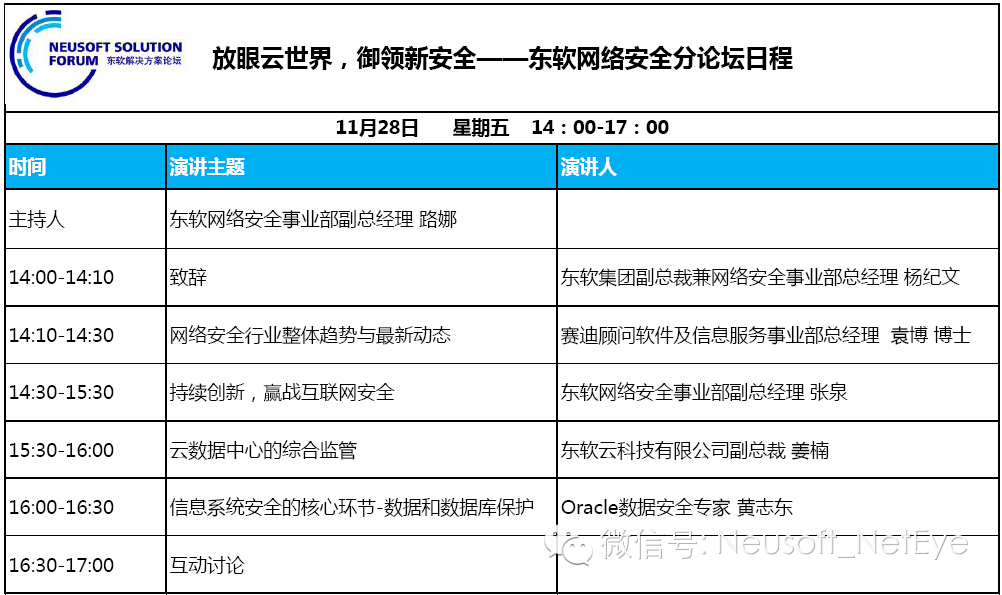 NEUSOFT SOLUTION
FORUM 东软解决方案论坛
放眼云世界，御领新安全——东软网络安全分论坛日程
11月28日 星期五 14：00-17：00
时间 演讲主题 演讲人
主持人 东软网络安全事业部副总经理 路娜
14:00-14:10 致辞 东软集团副总裁兼网络安全事业部总经理 杨纪文
14:10-14:30 网络安全行业整体趋势与最新动态 赛迪顾问软件及信息服务事业部总经理 袁博 博士
14:30-15:30 持续创新，赢战互联网安全 东软网络安全事业部副总经理 张泉
15:30-16:00 云数据中心的综合监管 东软云科技有限公司副总裁 姜楠
16:00-16:30 信息系统安全的核心环节-数据和数据库保护 Oracle数据安全专家 黄志东
微信号: Neusoft_NetEye
16:30-17:00 互动讨论